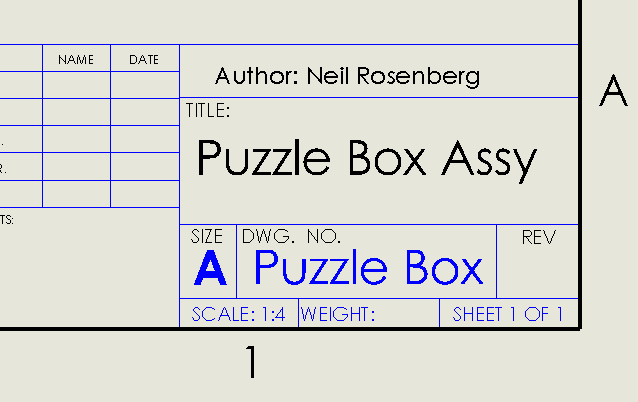 NAME DATE
Author: Neil Rosenberg
A
TITLE:
Puzzle Box Assy
R.
TS:
SIZE DWG. NO. REV
A Puzzle Box
SCALE: 1:4 WEIGHT: SHEET 1 OF 1
1